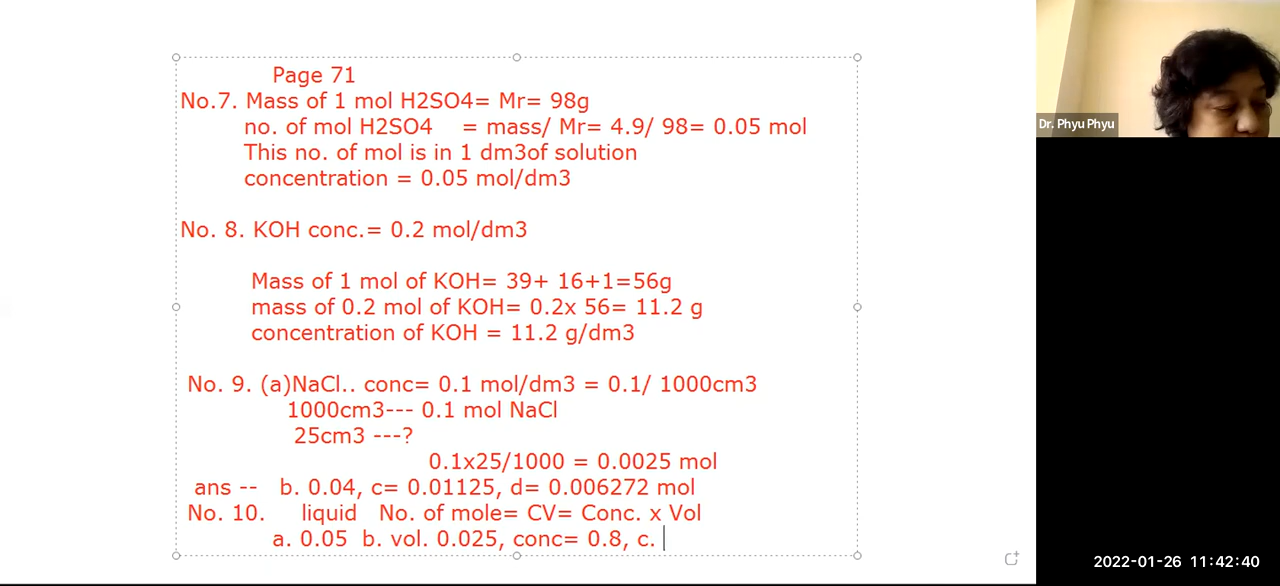 Page 71
No.7. Mass of 1 mol H2SO4= Mr= 98g
no. of mol H2SO4 = mass/ Mr= 4.9/ 98= 0.05 mol
This no. of mol is in 1 dm3of solution
concentration = 0.05 mol/dm3
No. 8. KOH conc.= 0.2 mol/dm3
Mass of 1 mol of KOH= 39+ 16+1=56g
mass of 0.2 mol of KOH= 0.2x 56= 11.2 g
concentration of KOH = 11.2 g/dm3
No. 9. (a)NaCl.. conc= 0.1 mol/dm3 = 0.1/ 1000cm3
1000cm3--- 0.1 mol NaCl
25cm3 ---?
0.1x25/1000 = 0.0025 mol
ans -- b. 0.04, c= 0.01125, d= 0.006272 mol
No. 10. liquid No. of mole= CV= Conc. x Vol
a. 0.05 b. vol. 0.025, conc= 0.8, c.
Dr. Phyu Phyu
2022-01-26 11:42:40